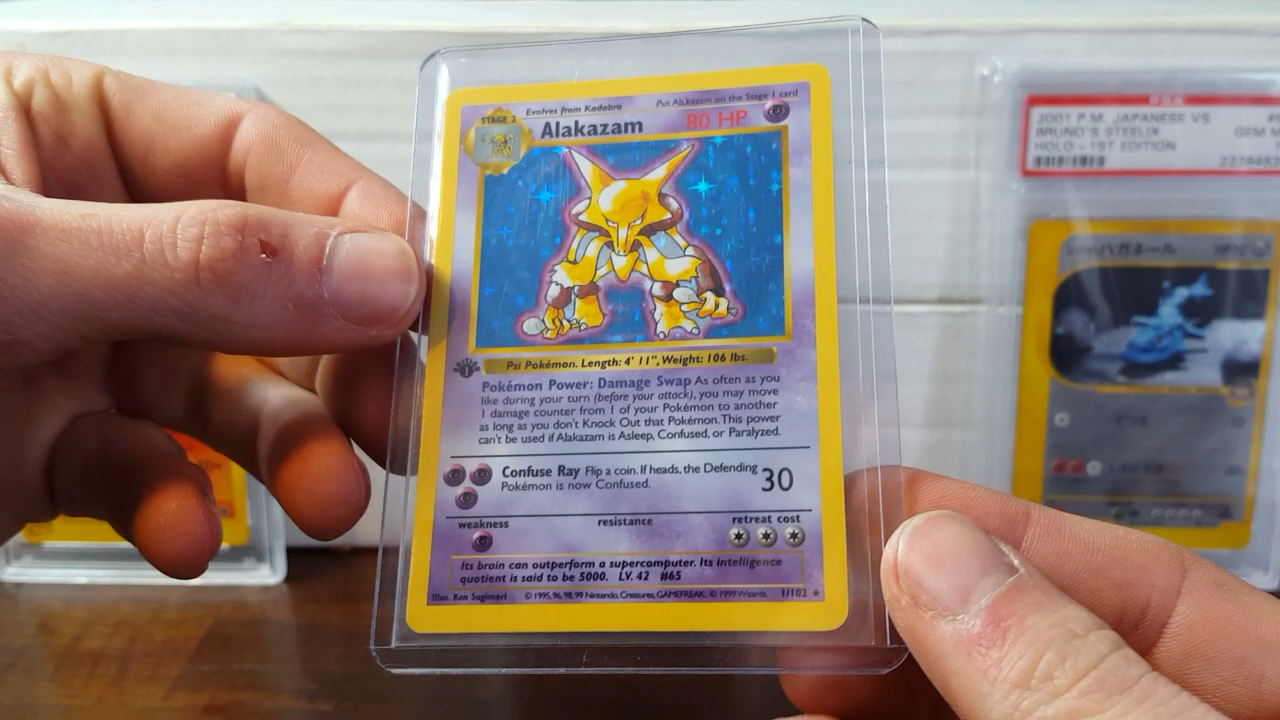 Evolves from Kadabra
Put Alakazam on the Stage 1 card
STAGE 2
Alakazam
80 HP
Psi Pokémon. Length: 4' 11", Weight: 106 lbs.
Pokémon Power: Damage Swap As often as you
like during your turn (before your attack), you may move
1 damage counter from 1 of your Pokémon to another
as long as you don't Knock Out that Pokémon. This power
can't be used if Alakazam is Asleep, Confused, or Paralyzed.
Confuse Ray Flip a coin. If heads, the Defending
Pokémon is now Confused.
30
weakness
resistance
retreat cost
Its brain can outperform a supercomputer. Its intelligence
quotient is said to be 5000. LV. 42 #65
Illus. Ken Sugimori
© 1995, 96, 98, 99 Nintendo, Creatures, GAMEFREAK. © 1999 Wizards.
1/102
PSA
2001 P.M. JAPANESE VS
BRUNO'S STEELIX
GEM
HOLO - 1ST EDITION
ハガネール